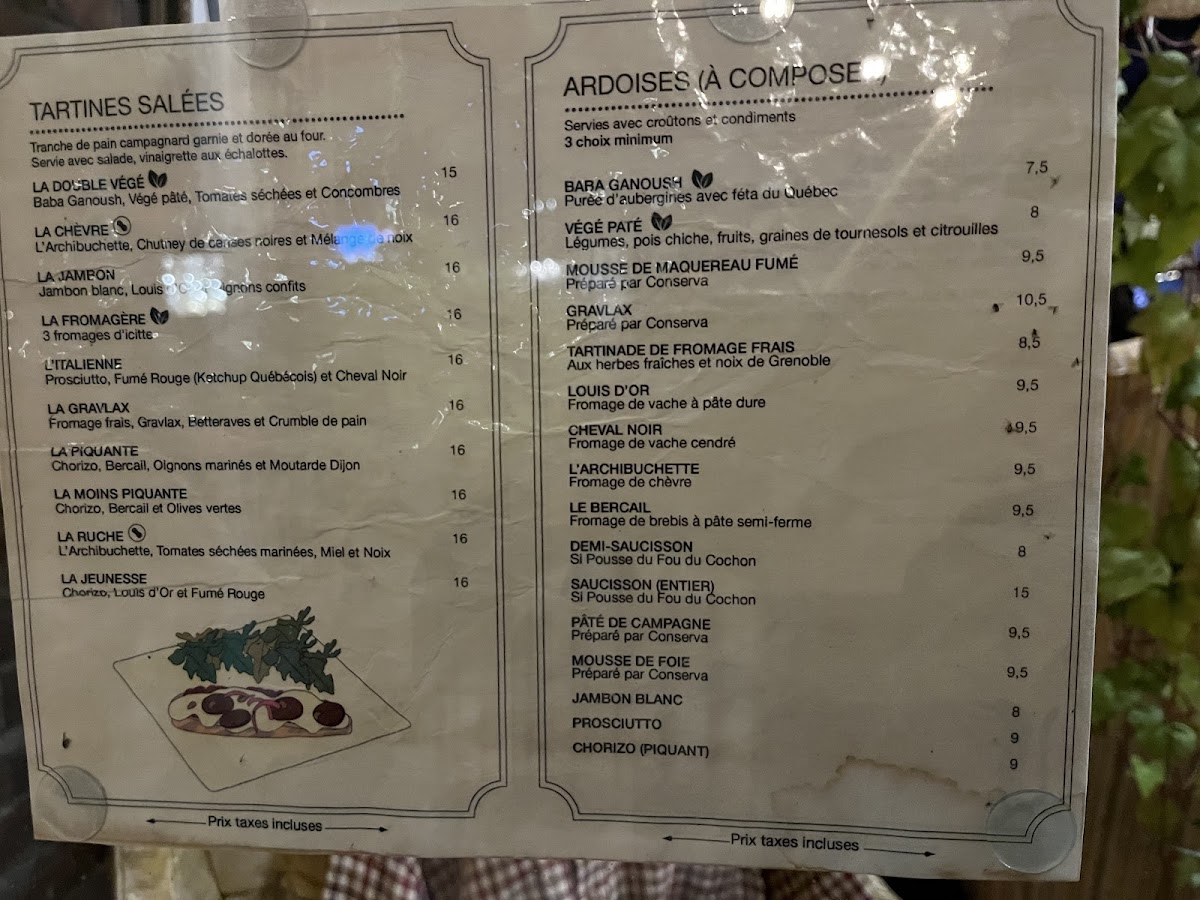 TARTINES SALÉES
Tranche de pain campagnard garnie et dorée au four.
Servie avec salade, vinaigrette aux échalottes.
LA DOUBLE VÉGÉ 15
Baba Ganoush, Végé pâté, Tomates séchées et Concombres
LA CHÈVRE 16
L'Archibuchette, Chutney de cerises noires et Mélange de noix
LA JAMBON 16
Jambon blanc, Louis d'Or, Oignons confits
LA FROMAGÈRE 16
3 fromages d'icitte
L'ITALIENNE 16
Prosciutto, Fumé Rouge (Ketchup Québécois) et Cheval Noir
LA GRAVLAX 16
Fromage frais, Gravlax, Betteraves et Crumble de pain
LA PIQUANTE 16
Chorizo, Bercail, Oignons marinés et Moutarde Dijon
LA MOINS PIQUANTE 16
Chorizo, Bercail et Olives vertes
LA RUCHE 16
L'Archibuchette, Tomates séchées marinées, Miel et Noix
LA JEUNESSE 16
Chorizo, Louis d'Or et Fumé Rouge
Prix taxes incluses
ARDOISES (À COMPOSER)
Servies avec croûtons et condiments
3 choix minimum
BARA GANOUSH 7,5
Purée d'aubergines avec féta du Québec
VÉGÉ PATÉ 8
Légumes, pois chiche, fruits, graines de tournesols et citrouilles
MOUSSE DE MAQUEREAU FUMÉ 9,5
Préparé par Conserva
GRAVLAX 10,5
Préparé par Conserva
TARTINADE DE FROMAGE FRAIS 8,5
Aux herbes fraîches et noix de Grenoble
LOUIS D'OR 9,5
Fromage de vache à pâte dure
CHEVAL NOIR 9,5
Fromage de vache cendré
L'ARCHIBUCHETTE 9,5
Fromage de chèvre
LE BERCAIL 9,5
Fromage de brebis à pâte semi-ferme
DEMI-SAUCISSON 8
Si Pousse du Fou du Cochon
SAUCISSON (ENTIER) 15
Si Pousse du Fou du Cochon
PÂTÉ DE CAMPAGNE 9,5
Préparé par Conserva
MOUSSE DE FOIE 9,5
Préparé par Conserva
JAMBON BLANC 8
PROSCIUTTO 9
CHORIZO (PIQUANT) 9
Prix taxes incluses